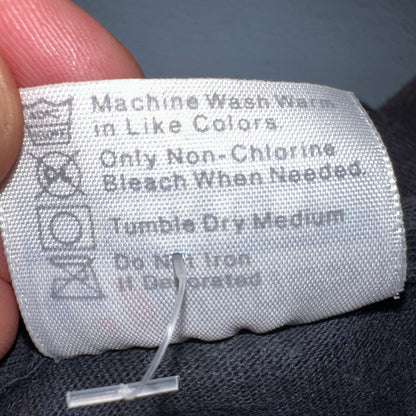 Machine Wash Warm
in Like Colors.
Only Non-Chlorine
Bleach When Needed.
Tumble Dry Medium
Do Not Iron
If Decorated